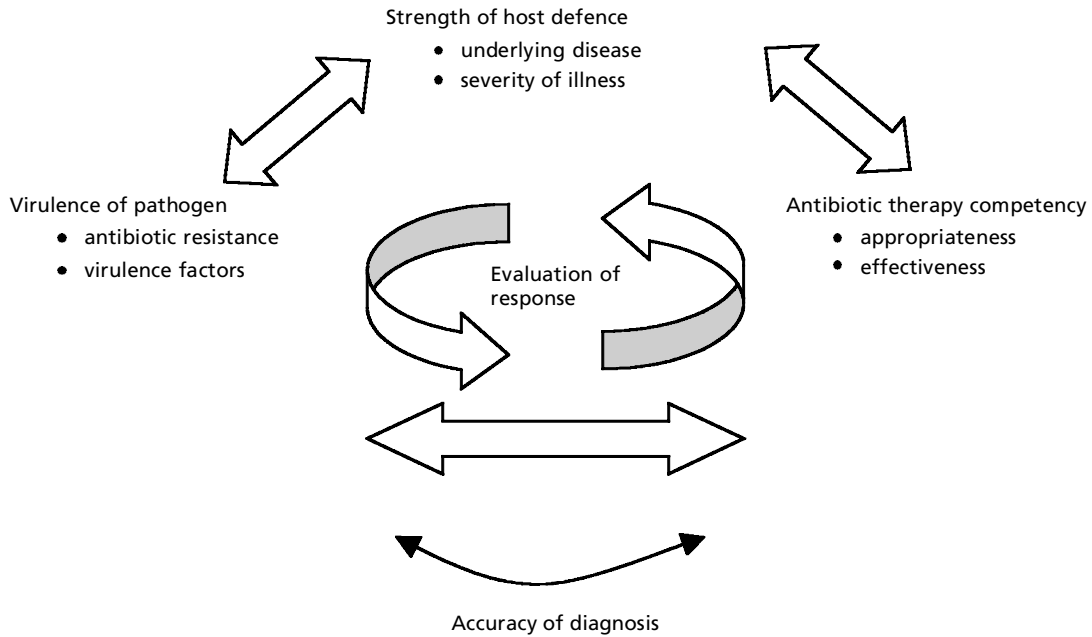 Strength of host defence
• underlying disease
• severity of illness
Virulence of pathogen
• antibiotic resistance
• virulence factors
Antibiotic therapy competency
• appropriateness
• effectiveness
Evaluation of
response
Accuracy of diagnosis